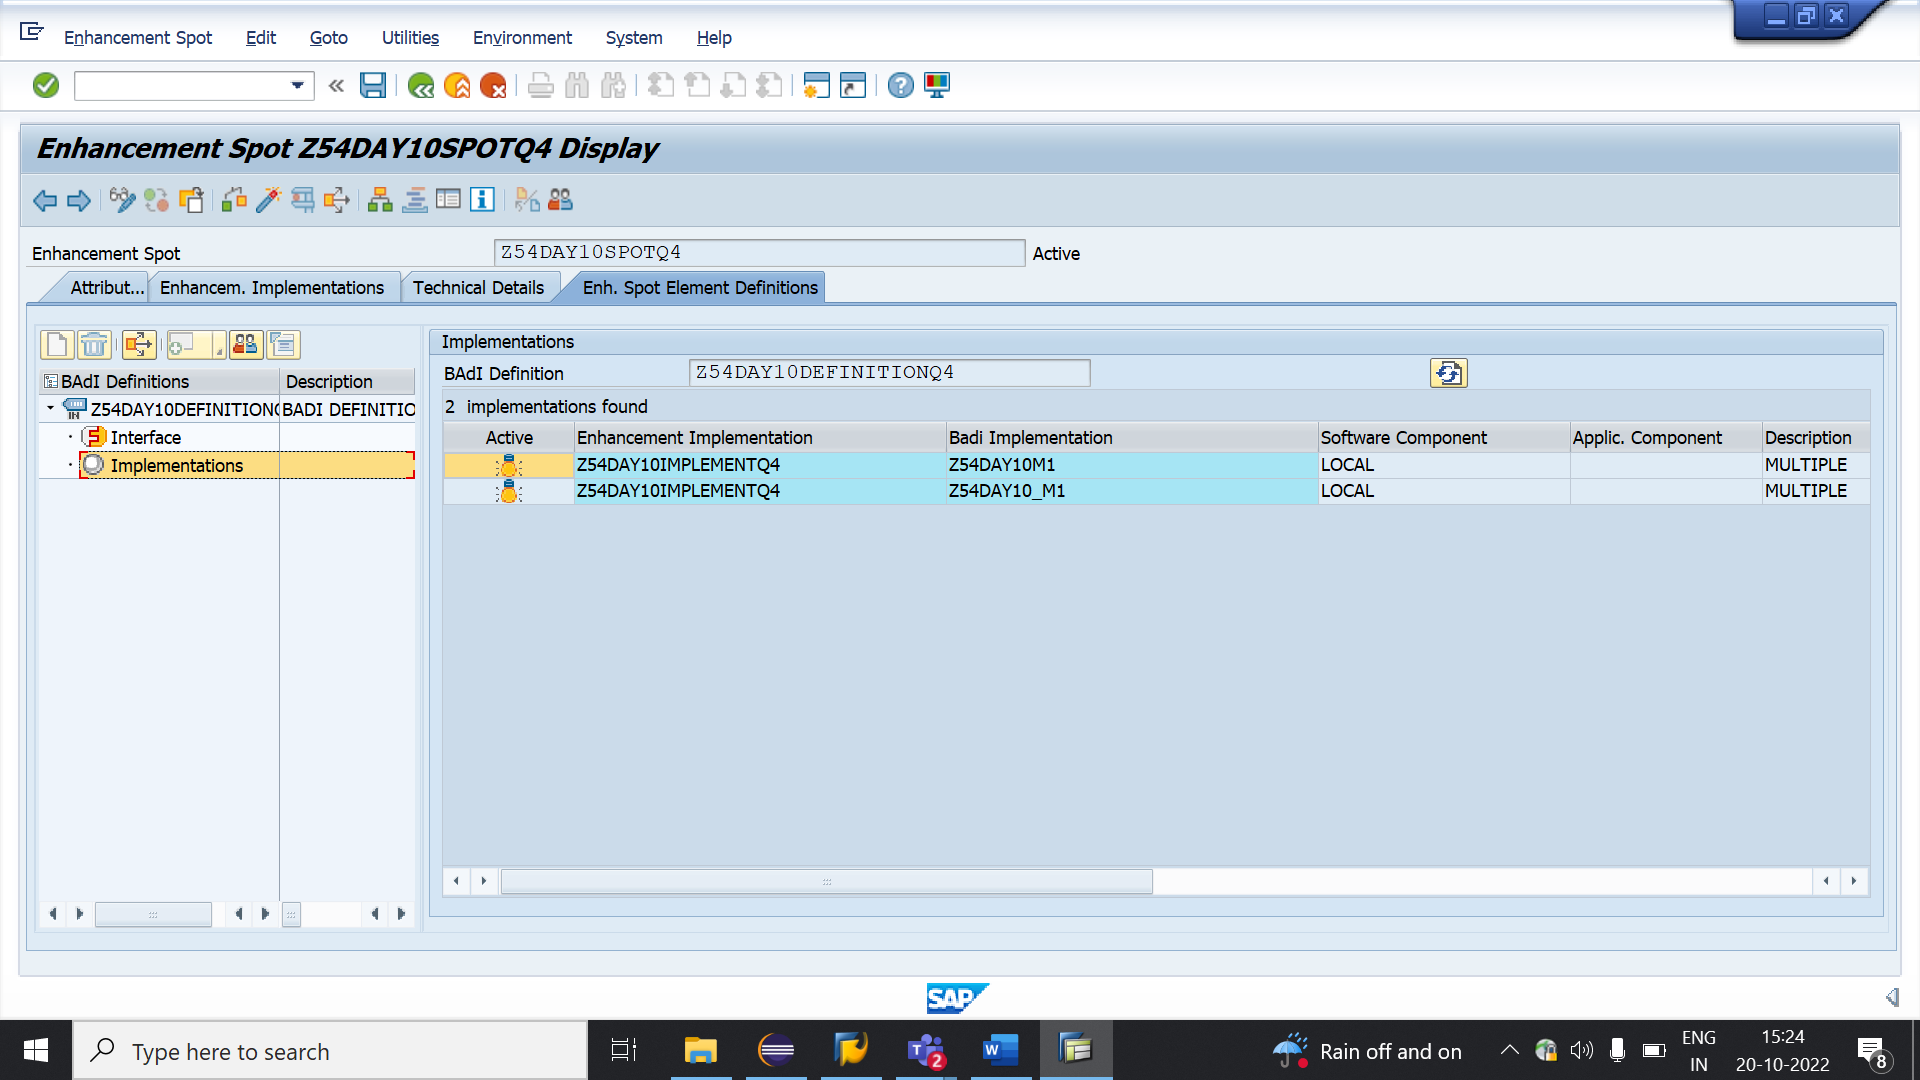 Enhancement Spot Edit Goto Utilities Environment System Help
Enhancement Spot Z54DAY10SPOTQ4 Display
Enhancement Spot Z54DAY10SPOTQ4 Active
Attribut... Enhancem. Implementations Technical Details Enh. Spot Element Definitions
Implementations
BAdI Definition Z54DAY10DEFINITIONQ4
BAdI Definitions Description
Z54DAY10DEFINITION BADI DEFINITIO
Interface
Implementations
2 implementations found
Active Enhancement Implementation Badi Implementation Software Component Applic. Component Description
Z54DAY10IMPLEMENTQ4 Z54DAY10M1 LOCAL MULTIPLE
Z54DAY10IMPLEMENTQ4 Z54DAY10_M1 LOCAL MULTIPLE
SAP
Type here to search
2
Rain off and on
ENG
IN
15:24
20-10-2022
8